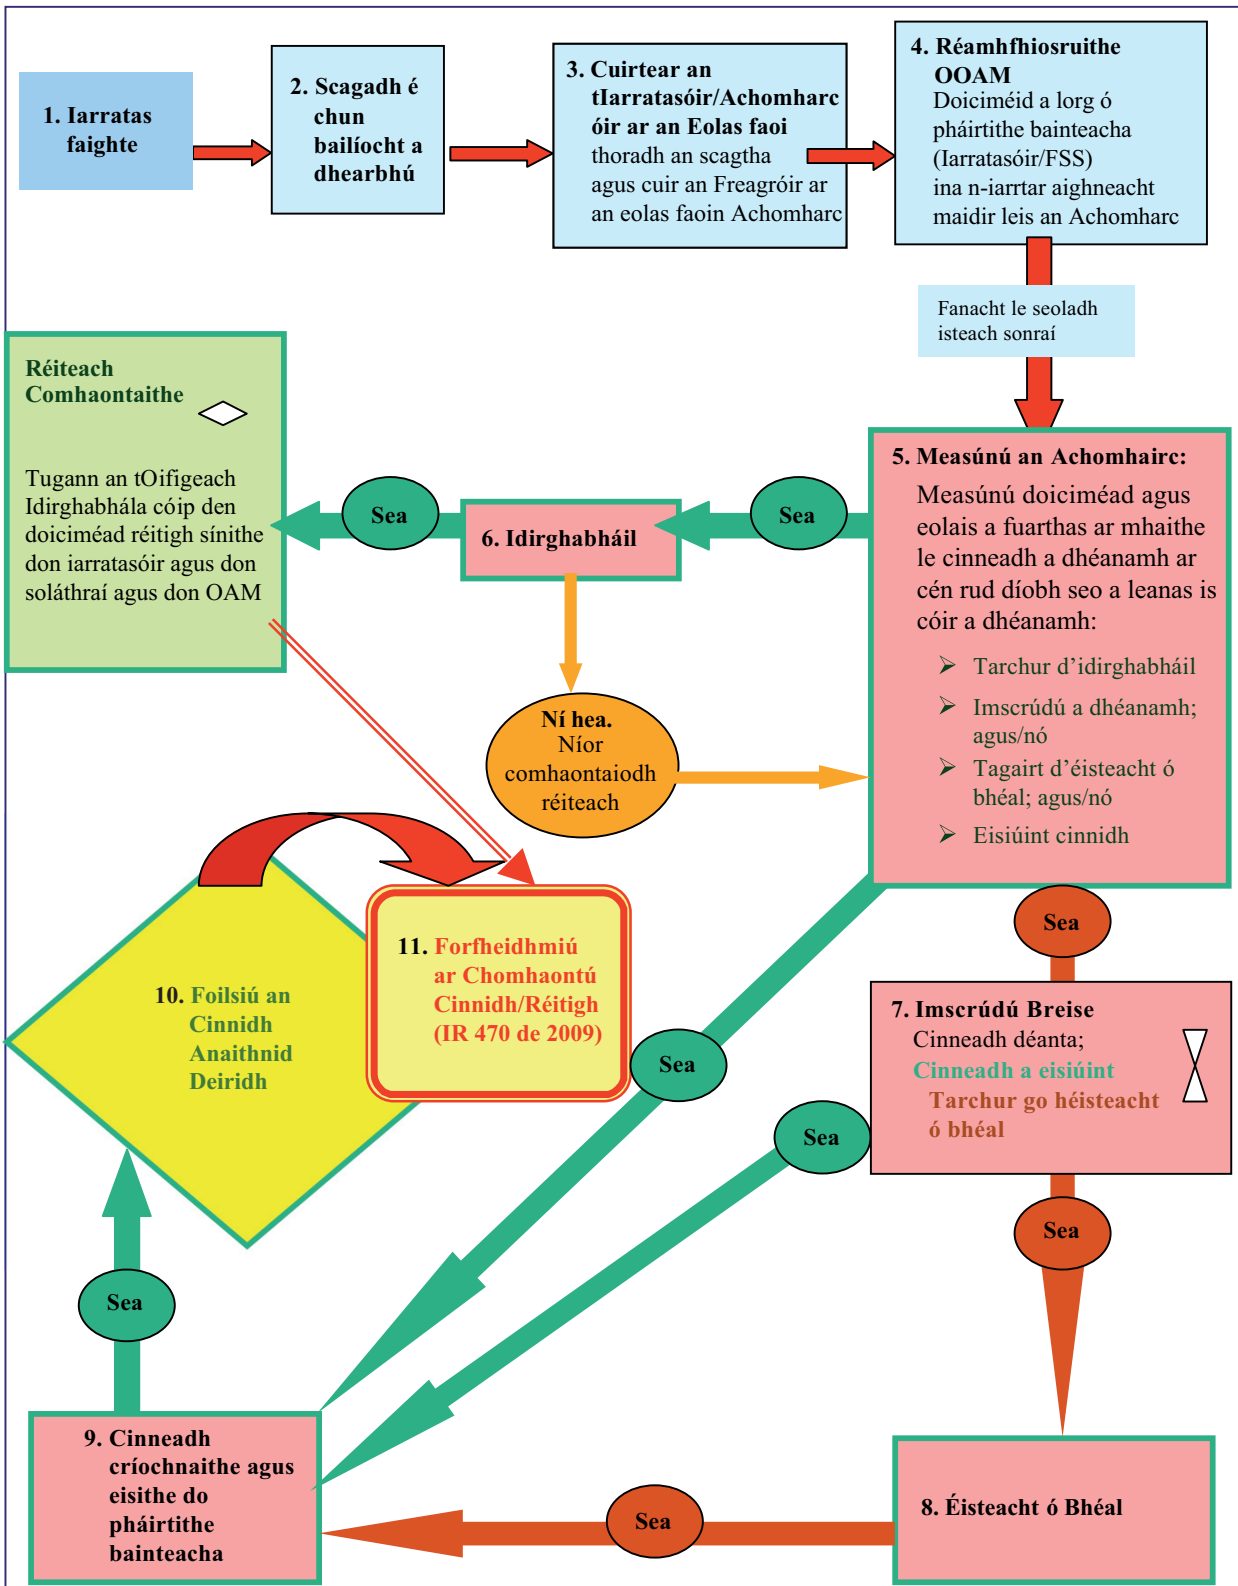 1. Iarratas
faighte
2. Scagadh é
chun
bailíocht a
dhearbhú
3. Cuirtear an
tIarratasóir/Achomharc
óir ar an Eolas faoi
thoradh an scagtha
agus cuir an Freagróir ar
an eolas faoin Achomharc
4. Réamhfhiosruithe
OOAM
Doiciméid a lorg ó
pháirtithe bainteacha
(Iarratasóir/FSS)
ina n-iarrtar aighneacht
maidir leis an Achomharc
Fanacht le seoladh
isteach sonraí
Réiteach
Comhaontaithe
Tugann an tOifigeach
Idirghabhála cóip den
doiciméad réitigh sínithe
don iarratasóir agus don
soláthraí agus don OAM
Sea
6. Idirghabháil
Sea
5. Measúnú an Achomhairc:
Measúnú doiciméad agus
eolais a fuarthas ar mhaithe
le cinneadh a dhéanamh ar
cén rud díobh seo a leanas is
cóir a dhéanamh:
➢ Tarchur d'idirghabháil
➢ Imscrúdú a dhéanamh;
agus/nó
➢ Tagairt d'éisteacht ó
bhéal; agus/nó
➢ Eisiúint cinnidh
Ní hea.
Níor
comhaontaiodh
réiteach
Sea
10. Foilsiú an
Cinnidh
Anaithnid
Deiridh
11. Forfheidhmiú
ar Chomhaontú
Cinnidh/Réitigh
(IR 470 de 2009)
Sea
7. Imscrúdú Breise
Cinneadh déanta;
Cinneadh a eisiúint
Tarchur go héisteacht
ó bhéal
Sea
Sea
Sea
9. Cinneadh
críochnaithe agus
eisithe do
pháirtithe
bainteacha
Sea
8. Éisteacht ó Bhéal